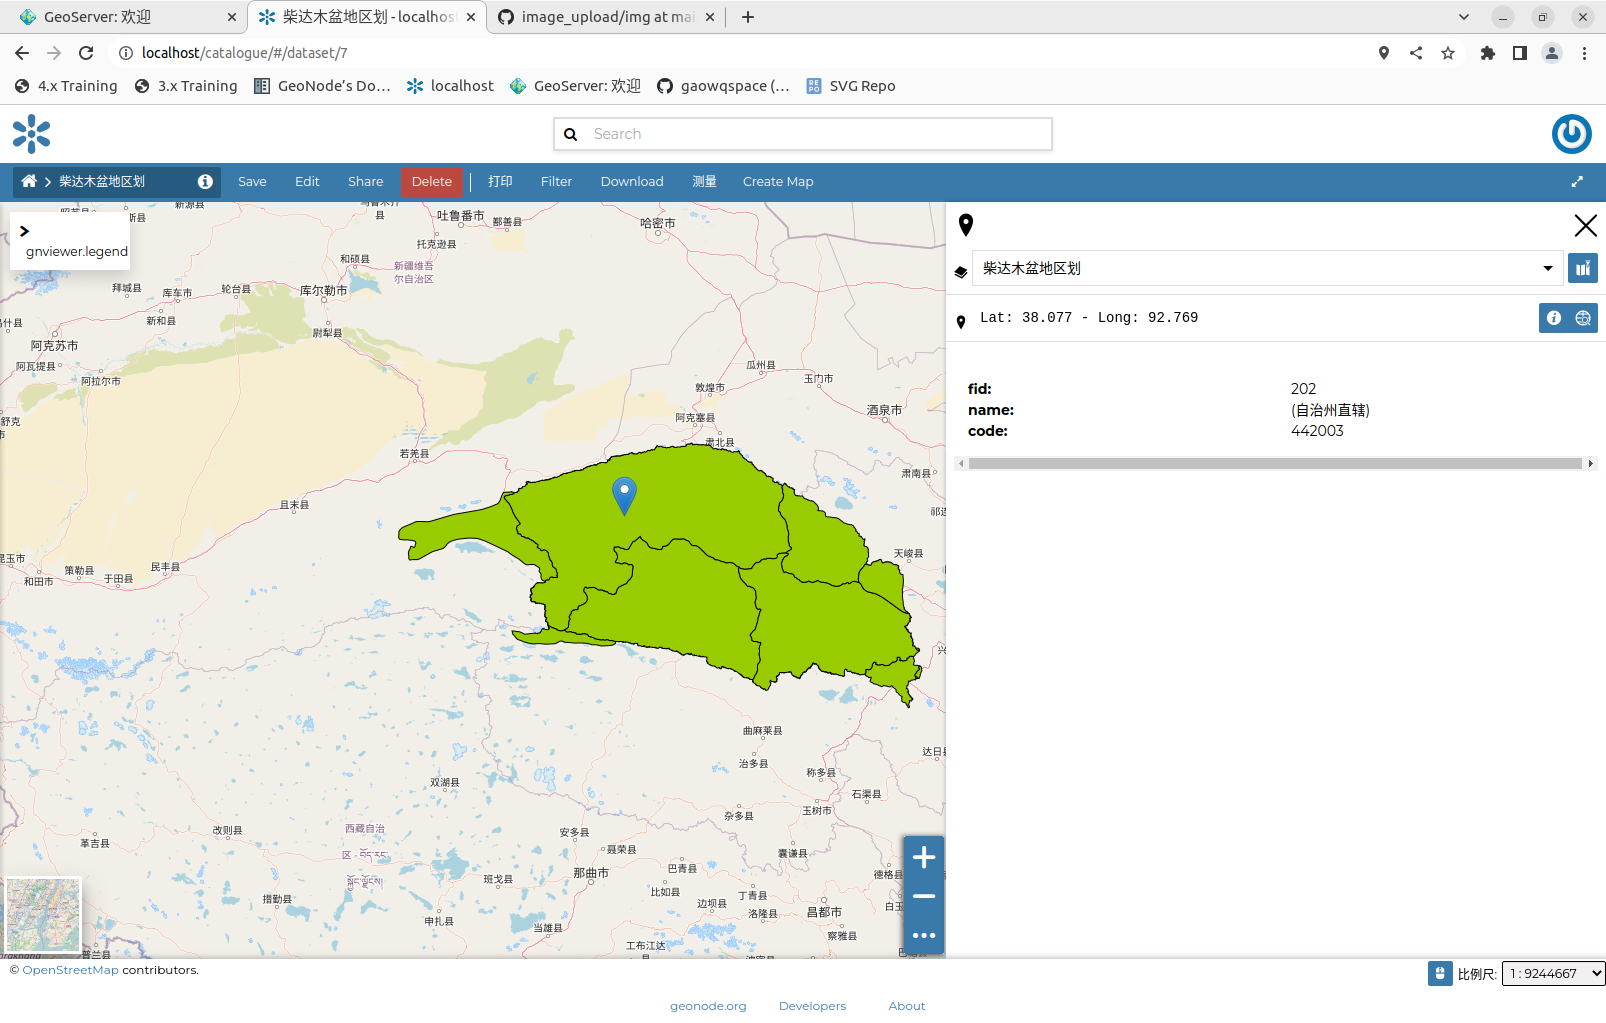 GeoServer: 欢迎
柴达木盆地区划 - localhos
image_upload/img at mai
localhost/catalogue/#/dataset/7
4.x Training
3.x Training
GeoNode’s Do…
localhost
GeoServer: 欢迎
gaowqspace (…
SVG Repo
Search
柴达木盆地区划
Save
Edit
Share
Delete
打印
Filter
Download
测量
Create Map
gnviewer.legend
新源县
吐鲁番市
鄯善县
哈密市
托克逊县
和硕县
新疆维吾
尔自治区
拜城县
库车市
轮台县
库尔勒市
新和县
尉犁县
阿克苏市
阿瓦提县
阿拉尔市
瓜州县
敦煌市
玉门市
酒泉市
阿克塞县
肃北县
若羌县
肃南县
且末县
天峻县
策勒县
民丰县
和田市
于田县
曲麻莱县
达日县
治多县
称多县
双湖县
石渠县
玉树市
杂多县
西藏自治
改则县
安多县
革吉县
聂荣县
囊谦县
巴青县
那曲市
德格县
班戈县
比如县
丁青县
措勤县
边坝县
洛隆县
昌都市
白玉
申扎县
当雄县
察雅县
工布江达
县
普兰县
柴达木盆地区划
Lat: 38.077 - Long: 92.769
fid: 202
name: (自治州直辖)
code: 442003
© OpenStreetMap contributors.
比例尺: 1 : 9244667
geonode.org
Developers
About